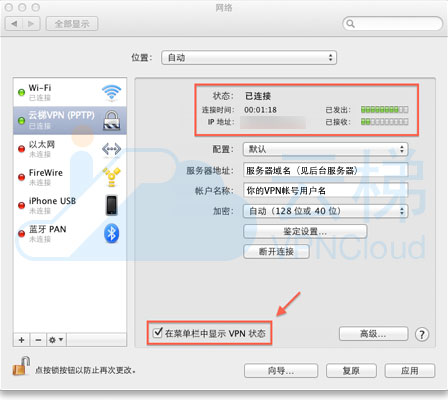 网络
全部显示
位置： 自动
Wi-Fi
已连接
云梯VPN (PPTP)
已连接
以太网
未连接
FireWire
未连接
iPhone USB
未连接
蓝牙 PAN
未连接
状态： 已连接
连接时间： 00:01:18 已发出：
IP 地址： 已接收：
配置： 默认
服务器地址： 服务器域名（见后台服务器）
帐户名称： 你的VPN帐号用户名
加密： 自动（128 位或 40 位）
鉴定设置...
断开连接
云梯
VPNCloud
在菜单栏中显示 VPN 状态
高级... ?
点按锁按钮以防止再次更改。
向导... 复原 应用